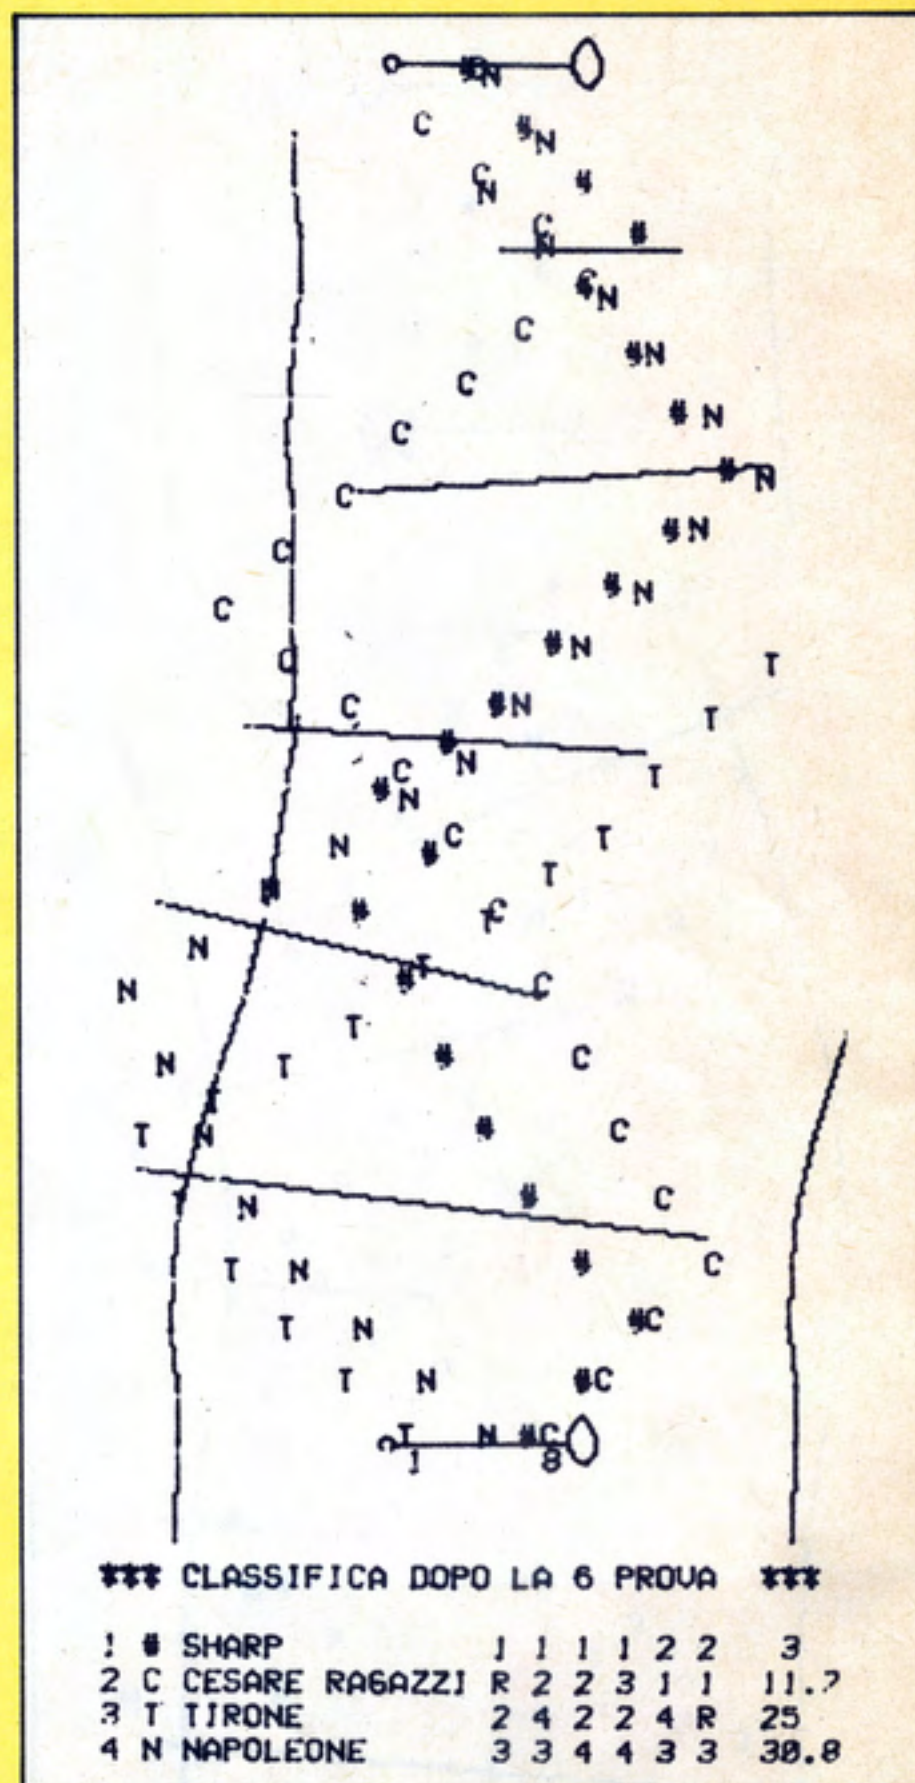 1 8
*** CLASSIFICA DOPO LA 6 PROVA ***
1 # SHARP 1 1 1 1 2 2 3
2 C CESARE RAGAZZI R 2 2 3 1 1 11.7
3 T TIRONE 2 4 2 2 4 R 25
4 N NAPOLEONE 3 3 4 4 3 3 30.8